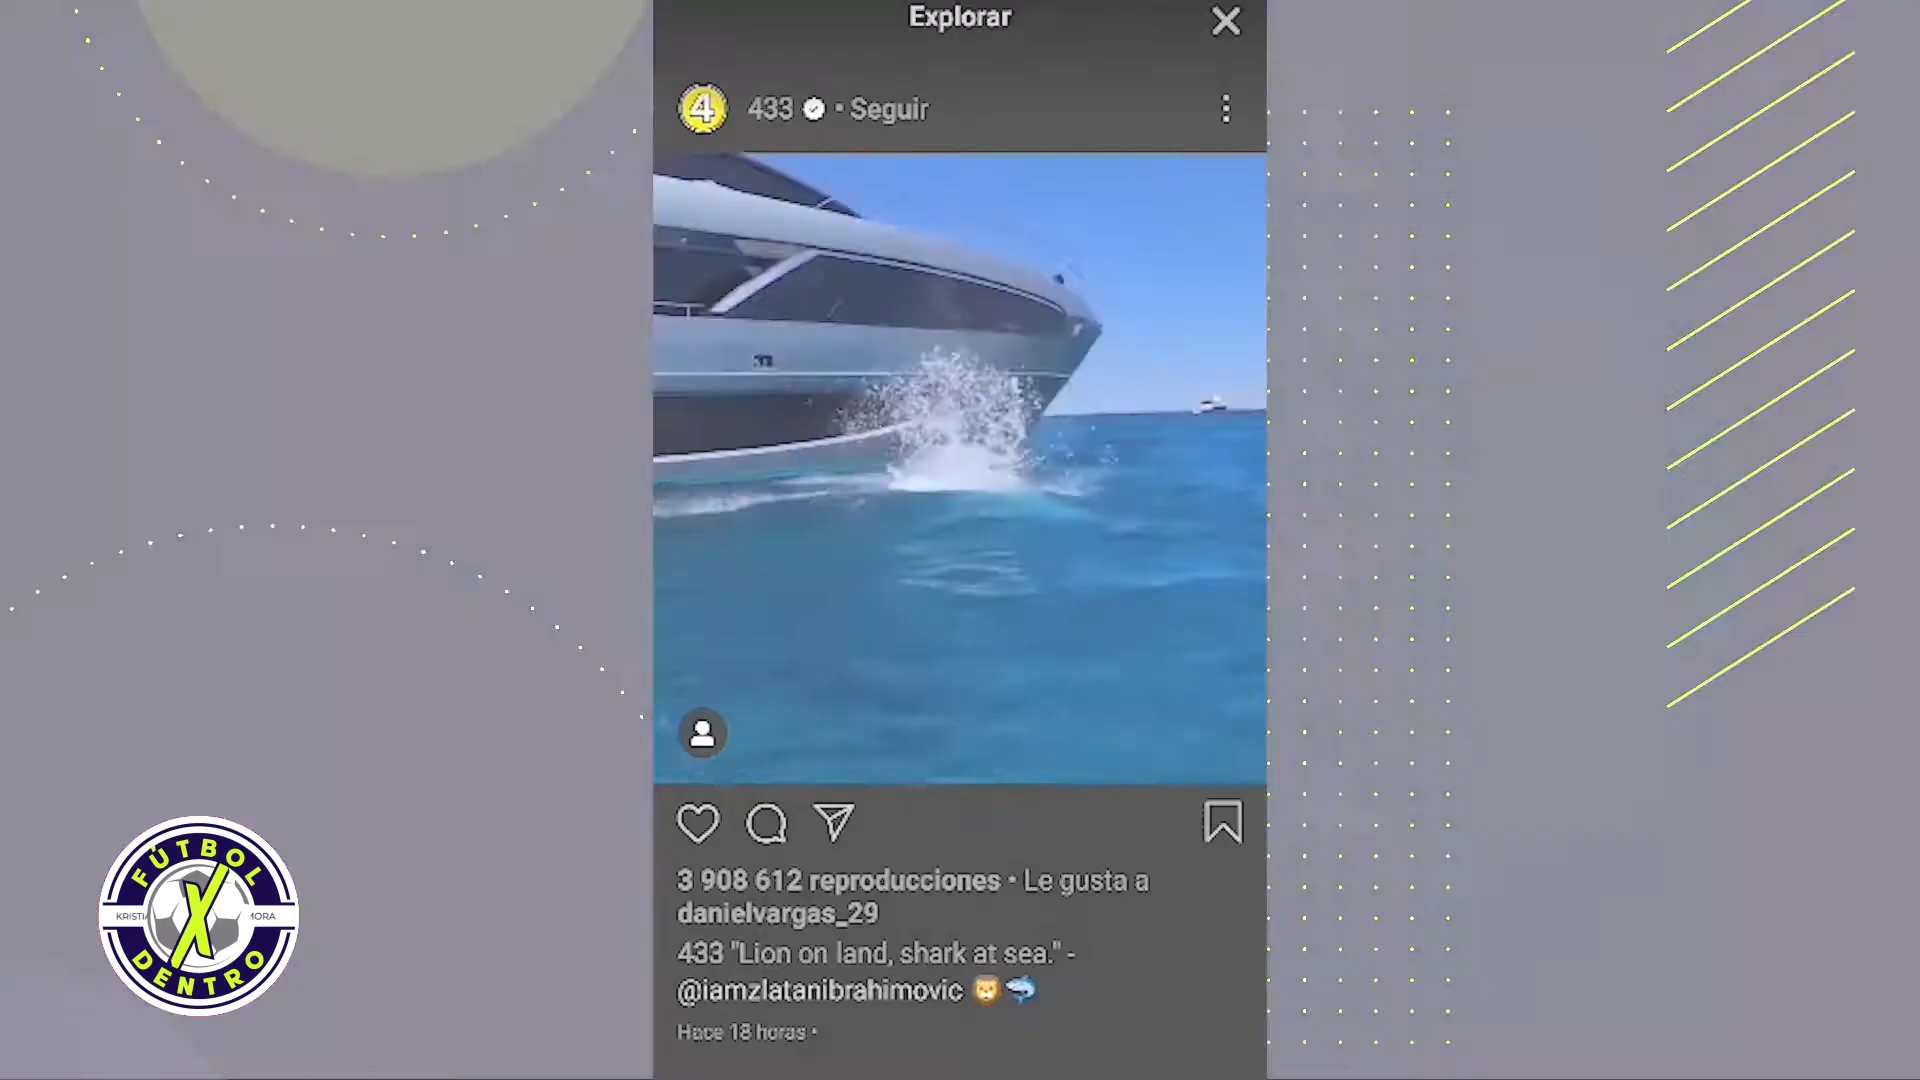 Explorar
433 • Seguir
3 908 612 reproducciones • Le gusta a
danielvargas_29
433 "Lion on land, shark at sea." -
@iamzlatanibrahimovic 🦁🦈
Hace 18 horas •
FÚTBOL
X
DENTRO